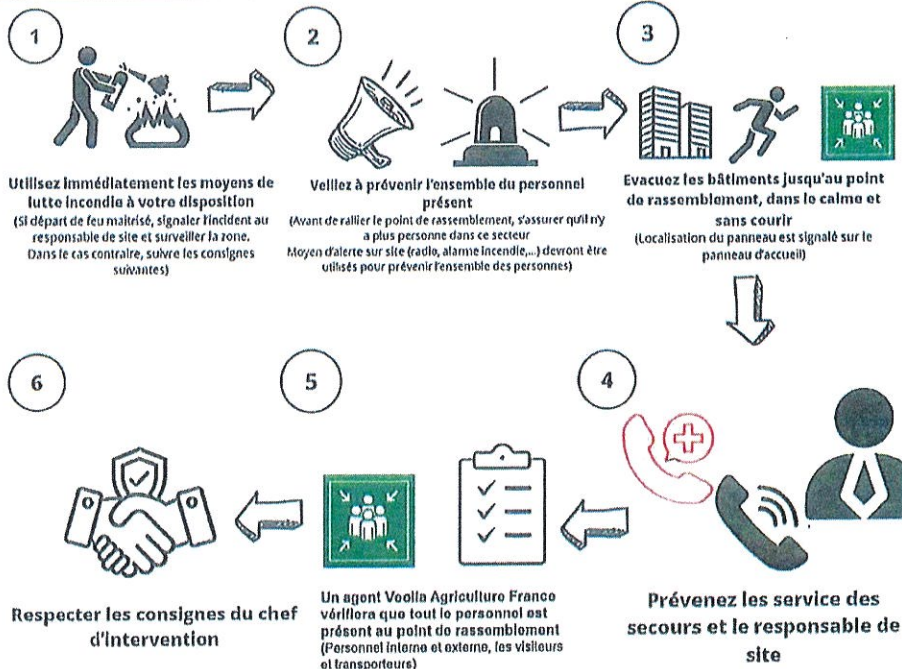 1
Utilisez immédiatement les moyens de
lutte incendie à votre disposition
(Si départ de feu maitrisé, signaler l'incident au
responsable de site et surveiller la zone.
Dans le cas contraire, suivre les consignes
suivantes)
2
Veillez à prévenir l'ensemble du personnel
présent
(Avant de rallier le point de rassemblement, s'assurer qu'il n'y
a plus personne dans ce secteur
Moyen d'alerte sur site (radio, alarme incendie,...) devront être
utilisés pour prévenir l'ensemble des personnes)
3
Evacuez les bâtiments jusqu'au point
de rassemblement, dans le calme et
sans courir
(Localisation du panneau est signalé sur le
panneau d'accueil)
4
Prévenez les service des
secours et le responsable de
site
5
Un agent Veolia Agriculture France
vérifiera que tout le personnel est
présent au point de rassemblement
(Personnel interne et externe, les visiteurs
et transporteurs)
6
Respecter les consignes du chef
d'intervention